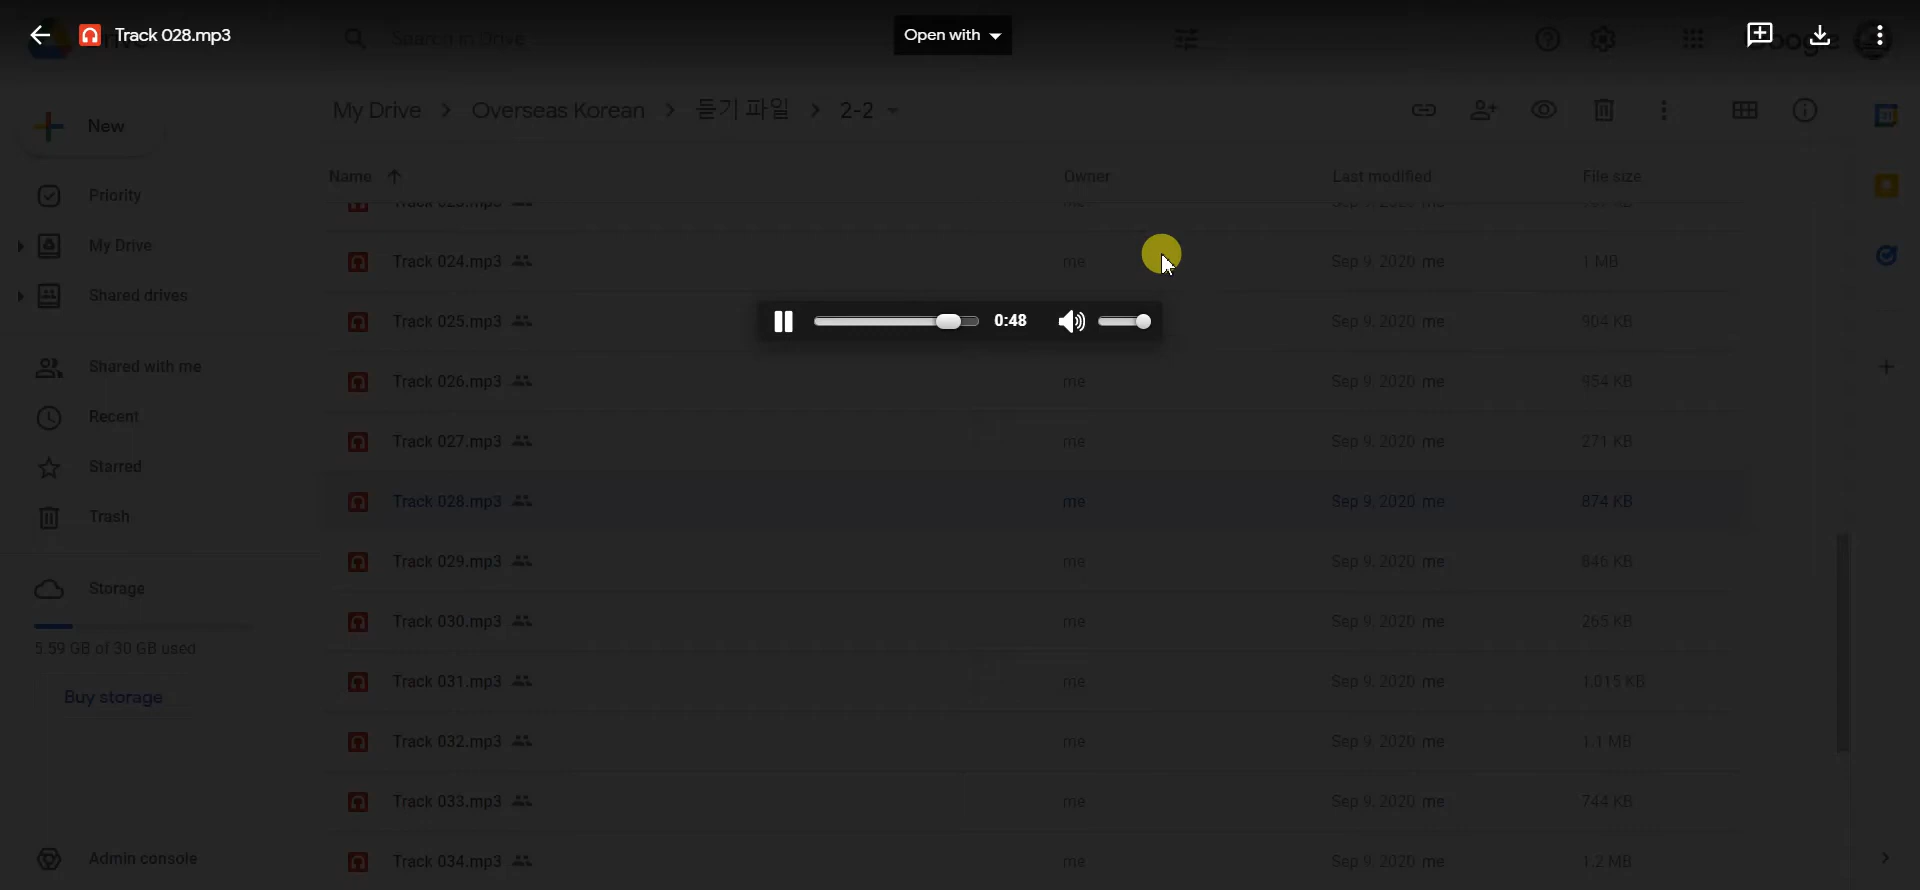 Track 028.mp3
Open with
Search in Drive
My Drive > Overseas Korean > 듣기 파일 > 2-2
New
Name Owner Last modified File size
Priority
My Drive
Shared drives
Shared with me
Recent
Starred
Trash
Storage
5.59 GB of 30 GB used
Buy storage
Admin console
Track 024.mp3 me Sep 9, 2020 me 1 MB
0:48
Track 025.mp3 me Sep 9, 2020 me 904 KB
Track 026.mp3 me Sep 9, 2020 me 954 KB
Track 027.mp3 me Sep 9, 2020 me 271 KB
Track 028.mp3 me Sep 9, 2020 me 874 KB
Track 029.mp3 me Sep 9, 2020 me 846 KB
Track 030.mp3 me Sep 9, 2020 me 265 KB
Track 031.mp3 me Sep 9, 2020 me 1,015 KB
Track 032.mp3 me Sep 9, 2020 me 1.1 MB
Track 033.mp3 me Sep 9, 2020 me 744 KB
Track 034.mp3 me Sep 9, 2020 me 1.2 MB